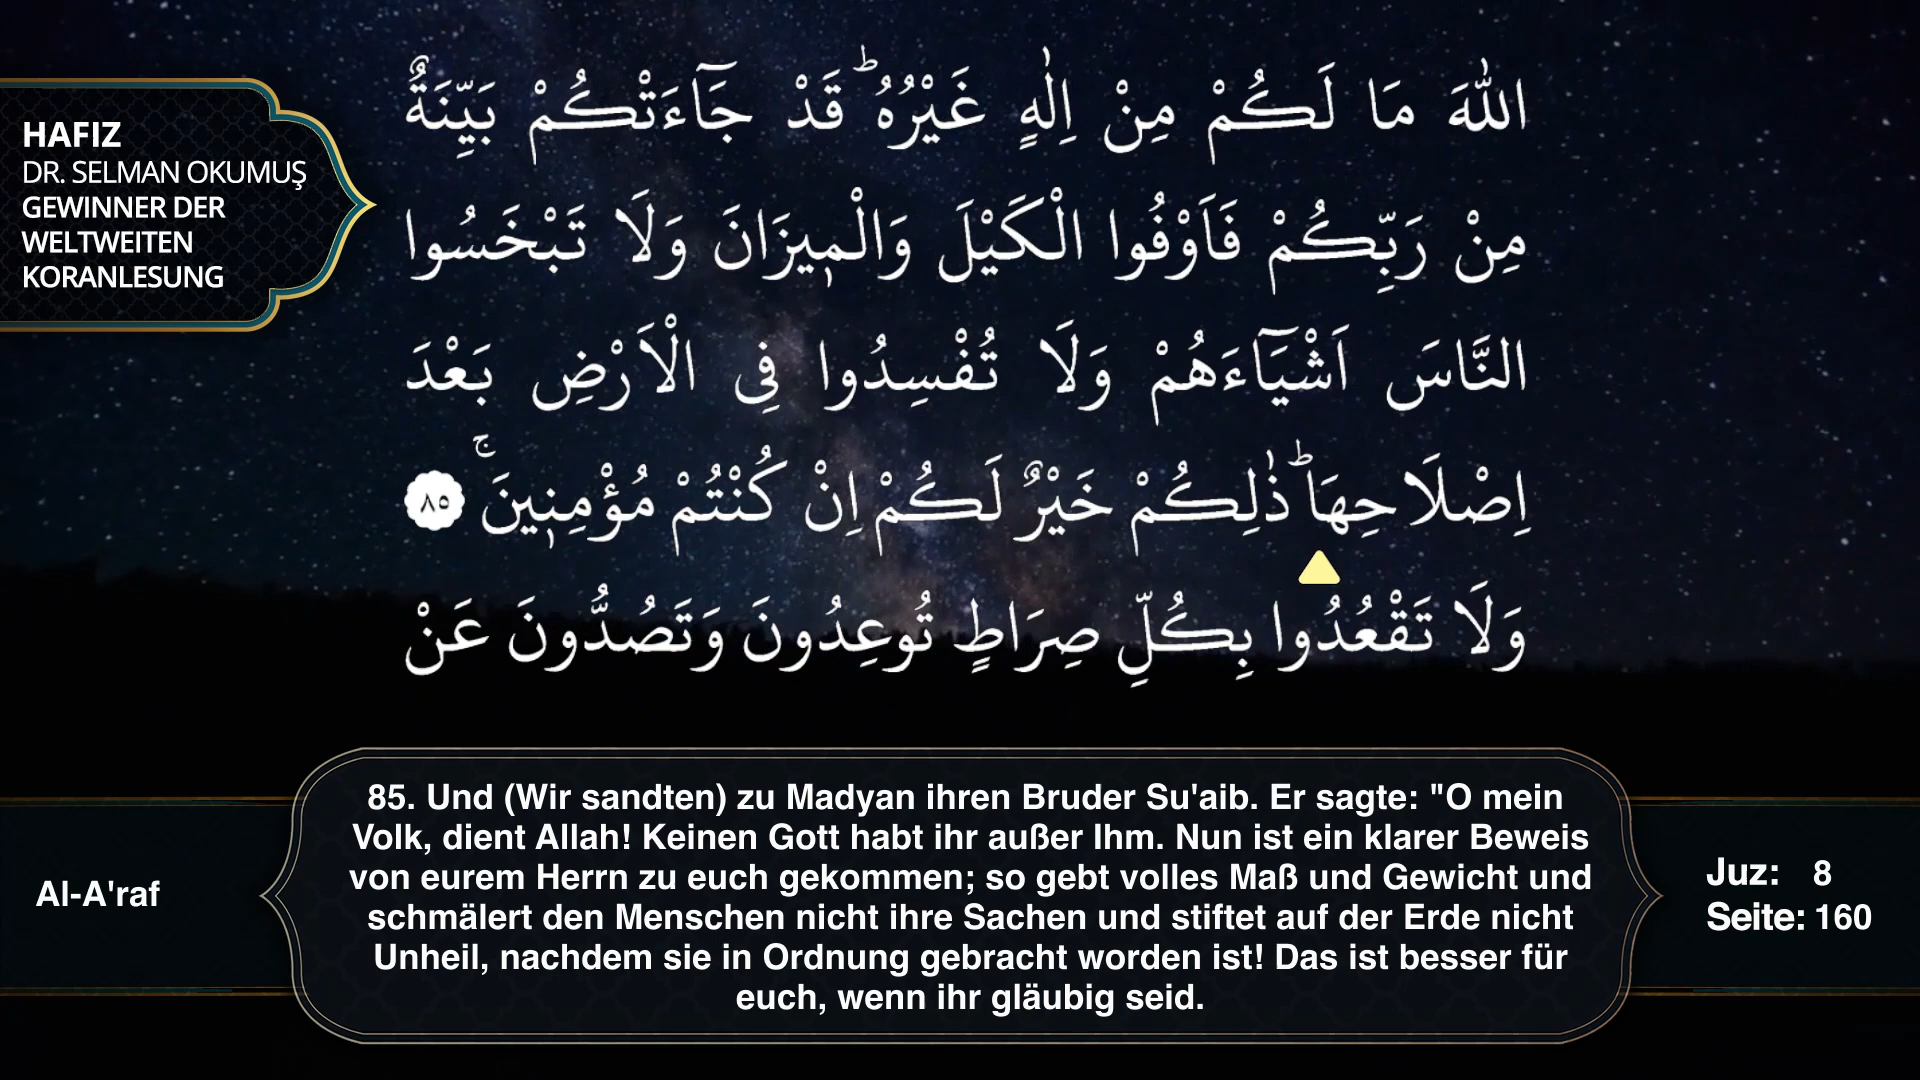 HAFIZ
DR. SELMAN OKUMUŞ
GEWINNER DER
WELTWEITEN
KORANLESUNG
اللّٰهَ مَا لَكُمْ مِنْ اِلٰهٍ غَيْرُهُۜ قَدْ جَٓاءَتْكُمْ بَيِّنَةٌ
مِنْ رَبِّكُمْ فَاَوْفُوا الْكَيْلَ وَالْم۪يزَانَ وَلَا تَبْخَسُوا
النَّاسَ اَشْيَٓاءَهُمْ وَلَا تُفْسِدُوا فِى الْاَرْضِ بَعْدَ
اِصْلَاحِهَاۜ ذٰلِكُمْ خَيْرٌ لَكُمْ اِنْ كُنْتُمْ مُؤْمِن۪ينَۚ ٨٥
وَلَا تَقْعُدُوا بِكُلِّ صِرَاطٍ تُوعِدُونَ وَتَصُدُّونَ عَنْ
85. Und (Wir sandten) zu Madyan ihren Bruder Su'aib. Er sagte: "O mein
Volk, dient Allah! Keinen Gott habt ihr außer Ihm. Nun ist ein klarer Beweis
von eurem Herrn zu euch gekommen; so gebt volles Maß und Gewicht und
schmälert den Menschen nicht ihre Sachen und stiftet auf der Erde nicht
Unheil, nachdem sie in Ordnung gebracht worden ist! Das ist besser für
euch, wenn ihr gläubig seid.
Al-A'raf
Juz: 8
Seite: 160